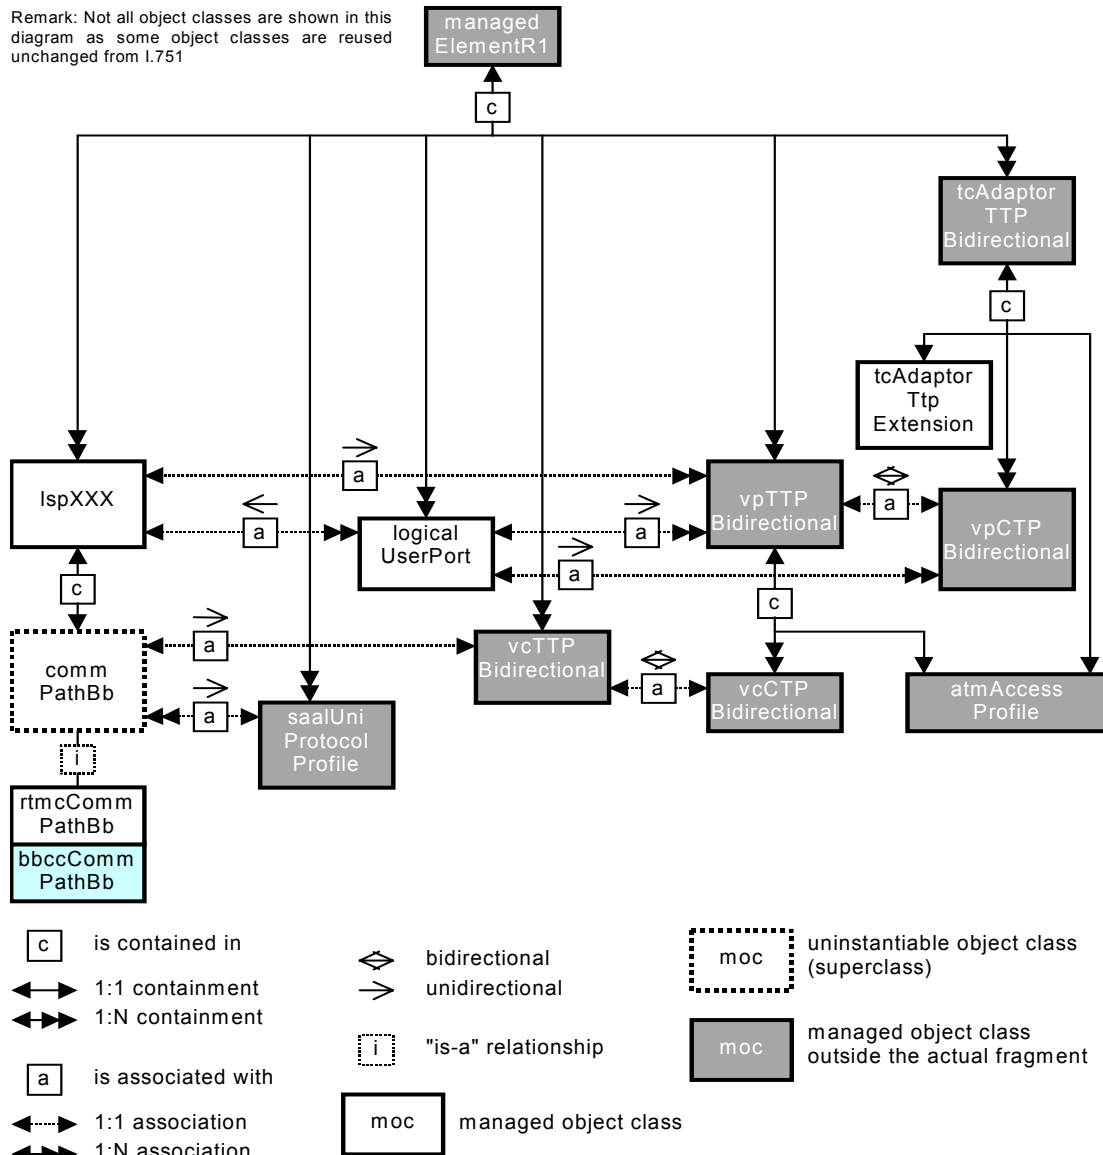 Remark: Not all object classes are shown in this
diagram as some object classes are reused
unchanged from I.751
managed
ElementR1
c
tcAdaptor
TTP
Bidirectional
c
tcAdaptor
Ttp
Extension
lspXXX
a
a
logical
UserPort
a
a
vpTTP
Bidirectional
a
vpCTP
Bidirectional
c
c
comm
PathBb
a
a
vcTTP
Bidirectional
a
vcCTP
Bidirectional
atmAccess
Profile
saalUni
Protocol
Profile
i
rtmcComm
PathBb
bbccComm
PathBb
c is contained in
1:1 containment
1:N containment
a is associated with
1:1 association
1:N association
bidirectional
unidirectional
i "is-a" relationship
moc managed object class
moc uninstantiable object class
(superclass)
moc managed object class
outside the actual fragment